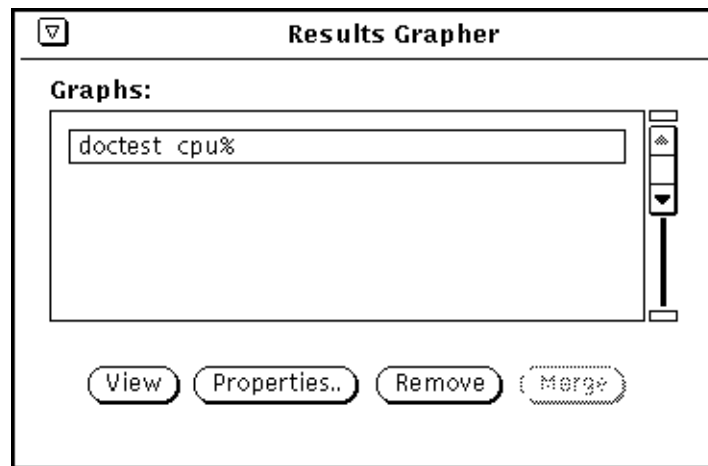 Results Grapher
Graphs:
doctest cpu%
View Properties.. Remove Merge